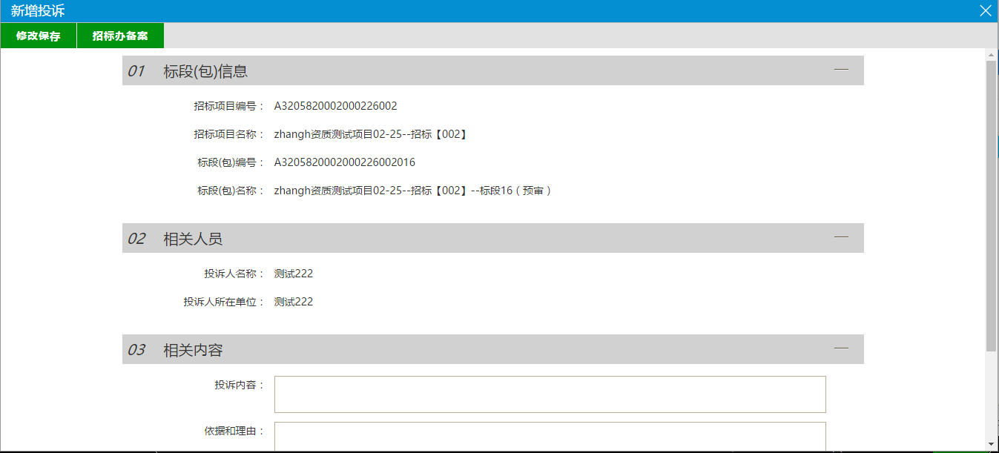 新增投诉
修改保存 招标办备案
01 标段(包)信息
招标项目编号： A3205820002000226002
招标项目名称： zhangh资质测试项目02-25--招标【002】
标段(包)编号： A3205820002000226002016
标段(包)名称： zhangh资质测试项目02-25--招标【002】--标段16（预审）
02 相关人员
投诉人名称： 测试222
投诉人所在单位： 测试222
03 相关内容
投诉内容：
依据和理由：